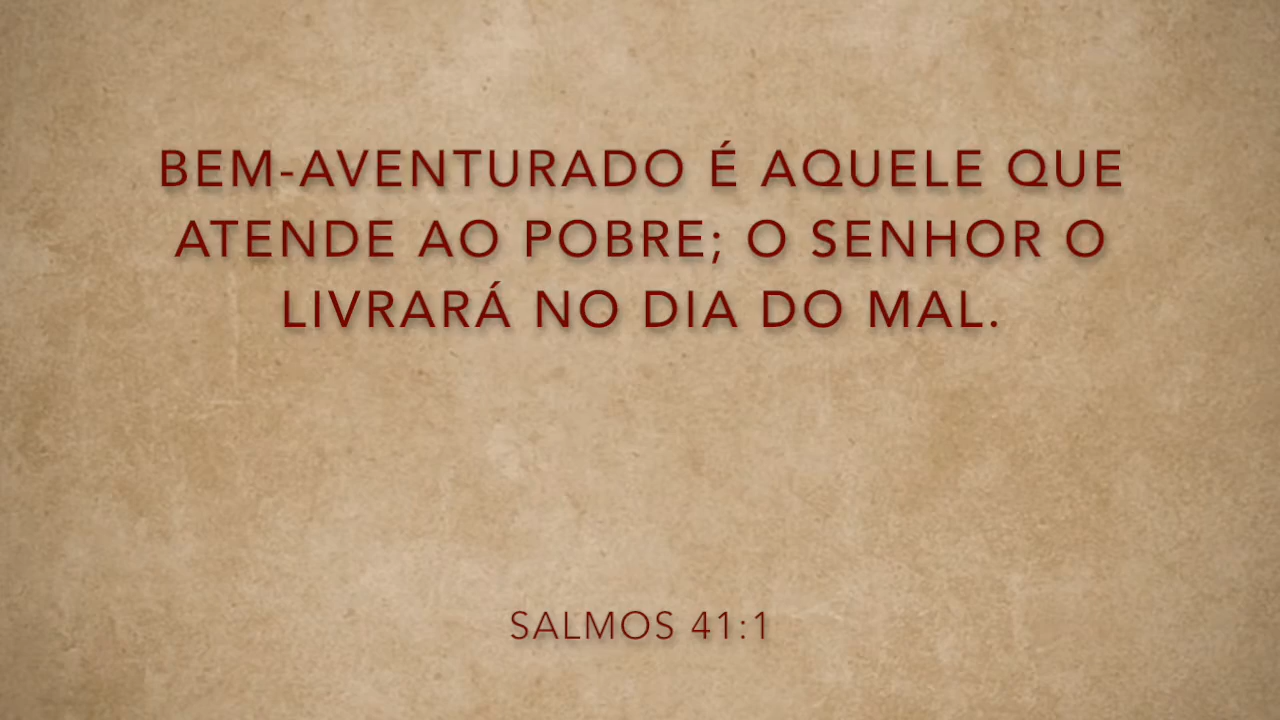 BEM-AVENTURADO É AQUELE QUE
ATENDE AO POBRE; O SENHOR O
LIVRARÁ NO DIA DO MAL.
SALMOS 41:1